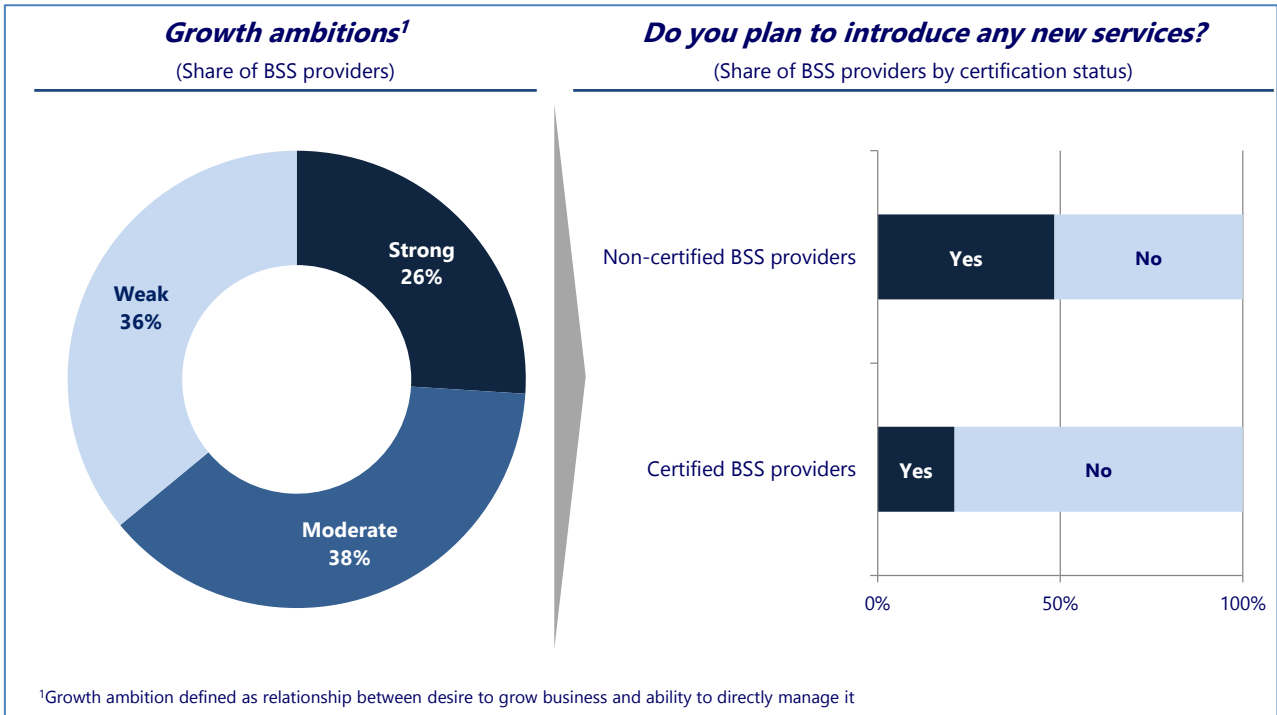 Growth ambitions¹
(Share of BSS providers)
Strong
26%
Weak
36%
Moderate
38%
Do you plan to introduce any new services?
(Share of BSS providers by certification status)
Non-certified BSS providers
Yes
No
Certified BSS providers
Yes
No
0%
50%
100%
¹Growth ambition defined as relationship between desire to grow business and ability to directly manage it